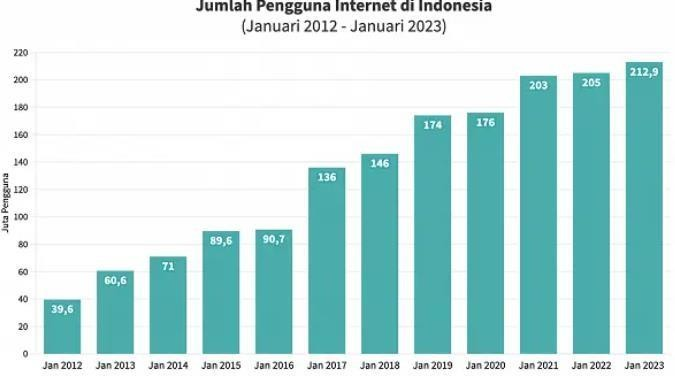 Jumlah Pengguna Internet di Indonesia
(Januari 2012 - Januari 2023)
Juta Pengguna
220
200
180
160
140
120
100
80
60
40
20
0
39,6
60,6
71
89,6
90,7
136
146
174
176
203
205
212,9
Jan 2012
Jan 2013
Jan 2014
Jan 2015
Jan 2016
Jan 2017
Jan 2018
Jan 2019
Jan 2020
Jan 2021
Jan 2022
Jan 2023